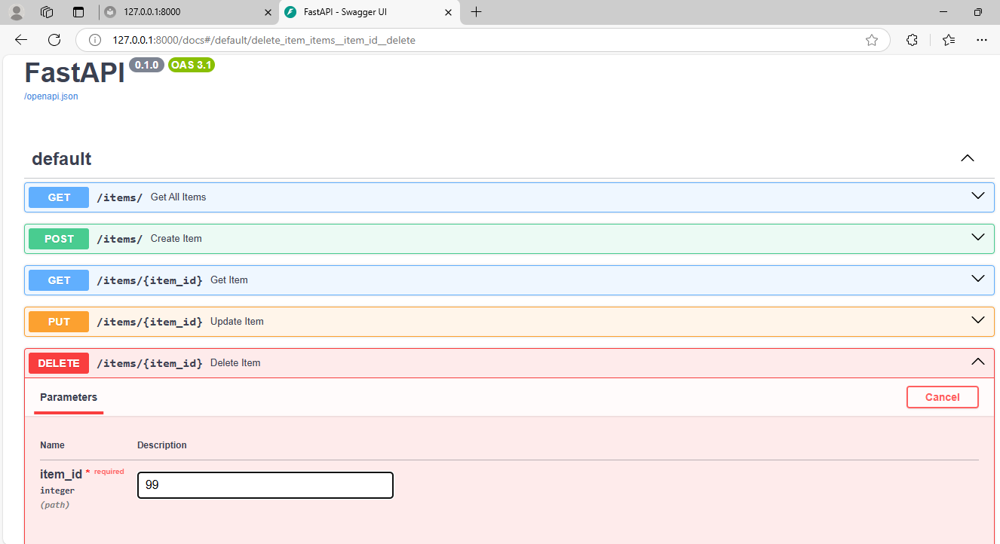 127.0.0.1:8000
FastAPI - Swagger UI
127.0.0.1:8000/docs#/default/delete_item_items__item_id__delete
FastAPI 0.1.0 OAS 3.1
/openapi.json
default
GET /items/ Get All Items
POST /items/ Create Item
GET /items/{item_id} Get Item
PUT /items/{item_id} Update Item
DELETE /items/{item_id} Delete Item
Parameters Cancel
Name Description
item_id * required
99
integer
(path)